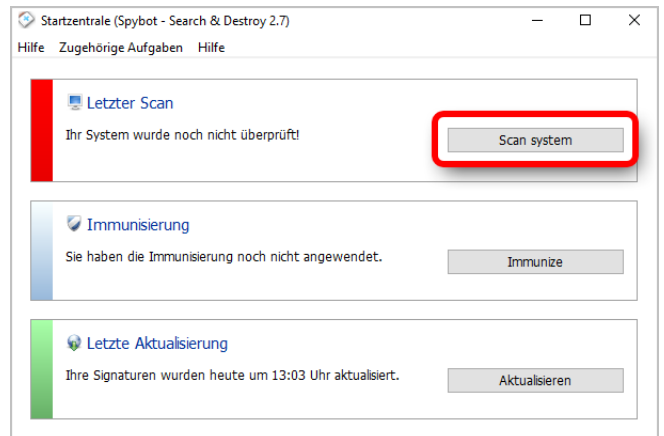 Startzentrale (Spybot - Search & Destroy 2.7)
Hilfe Zugehörige Aufgaben Hilfe
Letzter Scan
Ihr System wurde noch nicht überprüft!
Scan system
Immunisierung
Sie haben die Immunisierung noch nicht angewendet.
Immunize
Letzte Aktualisierung
Ihre Signaturen wurden heute um 13:03 Uhr aktualisiert.
Aktualisieren